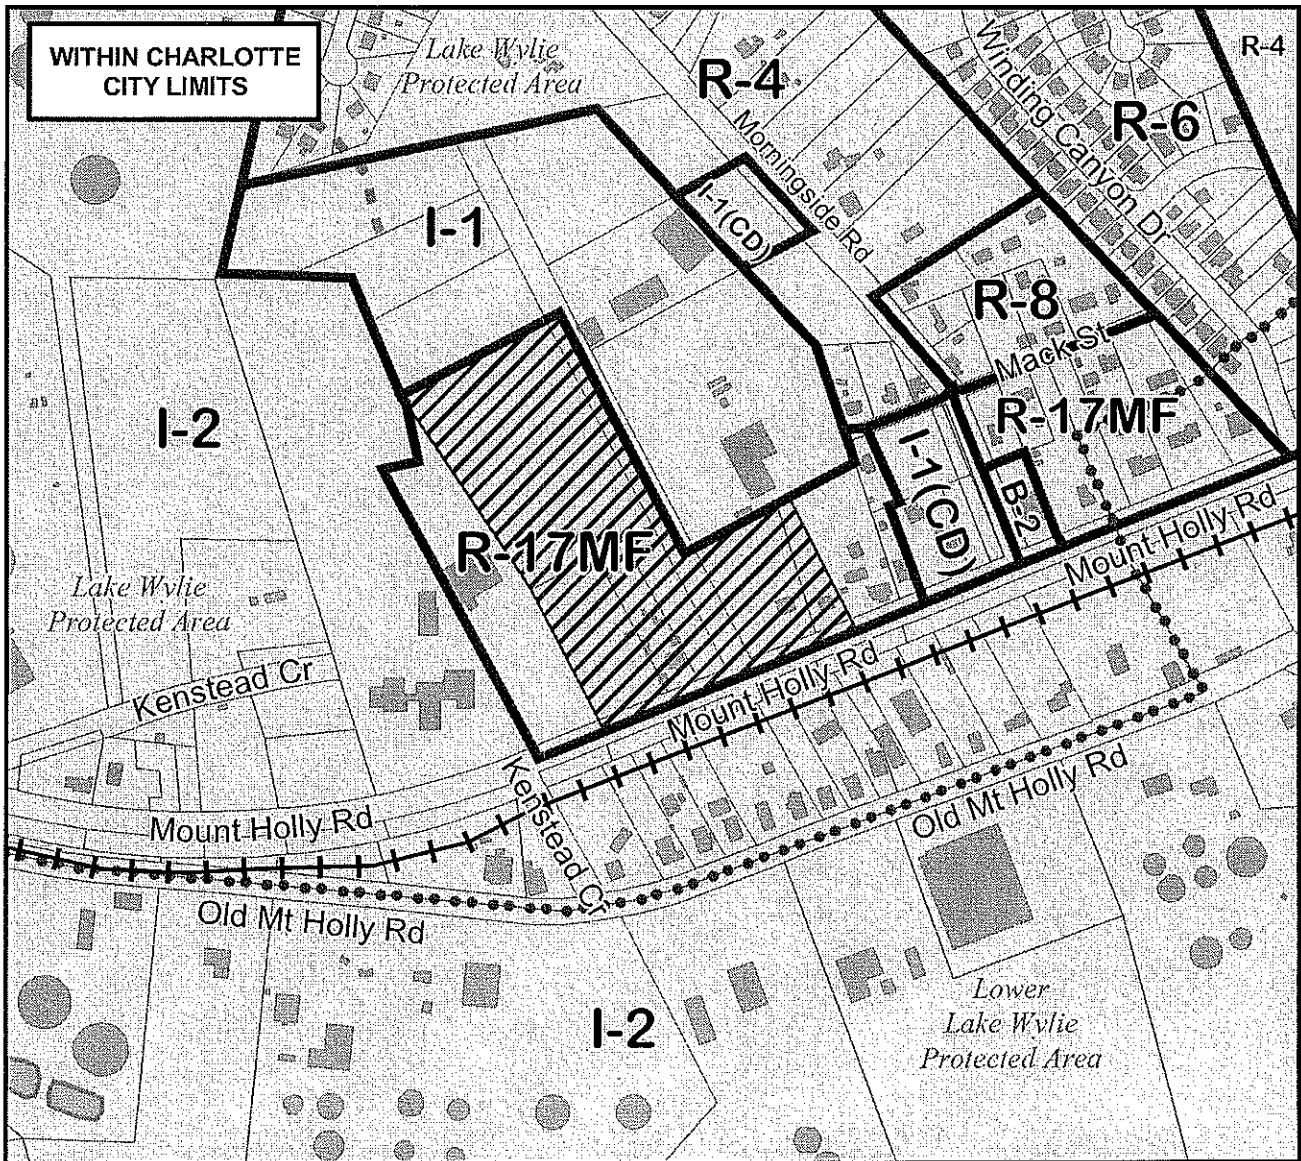 WITHIN CHARLOTTE
CITY LIMITS
Lake Wylie
Protected Area
R-4
R-4
Winding Canyon Dr
R-6
Morningside Rd
I-1(CD)
I-1
R-8
Mack St
I-2
R-17MF
I-1(CD)
B-2
R-17MF
Mount Holly Rd
Lake Wylie
Protected Area
Kenstead Cr
Mount Holly Rd
Kenstead Cr
Old Mt Holly Rd
Mount Holly Rd
Old Mt Holly Rd
I-2
Lower
Lake Wylie
Protected Area